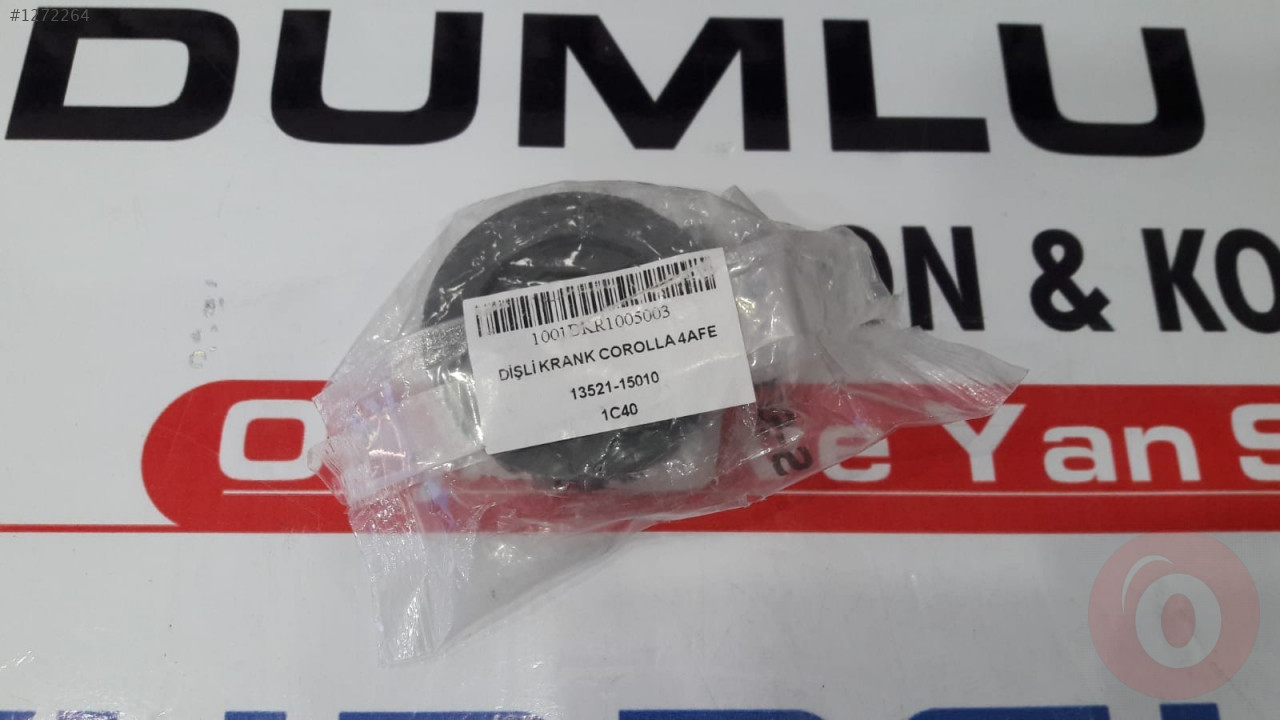 #1272264
DUMLU
ON & KO
1001DKR1005003
DİŞLİ KRANK COROLLA 4AFE
13521-15010
1C40
e Yan S